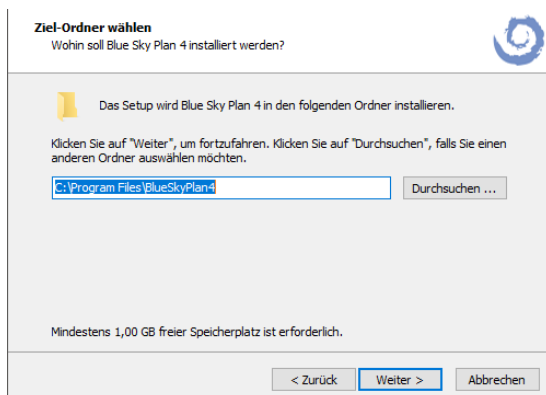 Ziel-Ordner wählen
Wohin soll Blue Sky Plan 4 installiert werden?
Das Setup wird Blue Sky Plan 4 in den folgenden Ordner installieren.
Klicken Sie auf "Weiter", um fortzufahren. Klicken Sie auf "Durchsuchen", falls Sie einen
anderen Ordner auswählen möchten.
C:\Program Files\BlueSkyPlan4
Durchsuchen ...
Mindestens 1,00 GB freier Speicherplatz ist erforderlich.
< Zurück
Weiter >
Abbrechen